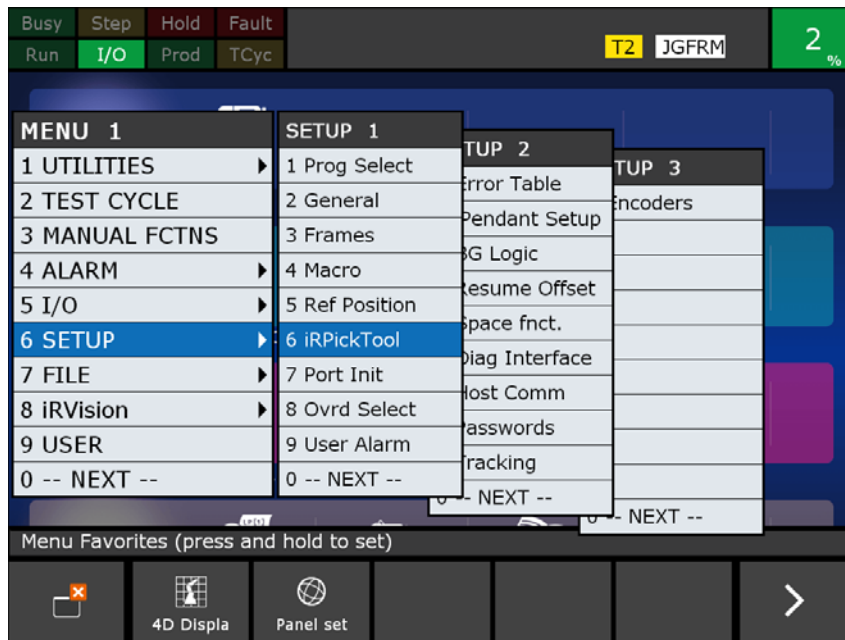 Busy Step Hold Fault
Run I/O Prod TCyc
T2 JGFRM
2 %
MENU 1
1 UTILITIES
2 TEST CYCLE
3 MANUAL FCTNS
4 ALARM
5 I/O
6 SETUP
7 FILE
8 iRVision
9 USER
0 -- NEXT --
SETUP 1
1 Prog Select
2 General
3 Frames
4 Macro
5 Ref Position
6 iRPickTool
7 Port Init
8 Ovrd Select
9 User Alarm
0 -- NEXT --
TUP 2
Error Table
Pendant Setup
BG Logic
Resume Offset
Space fnct.
Diag Interface
Host Comm
Passwords
Tracking
0 -- NEXT --
TUP 3
Encoders
0 -- NEXT --
Menu Favorites (press and hold to set)
4D Displa
Panel set